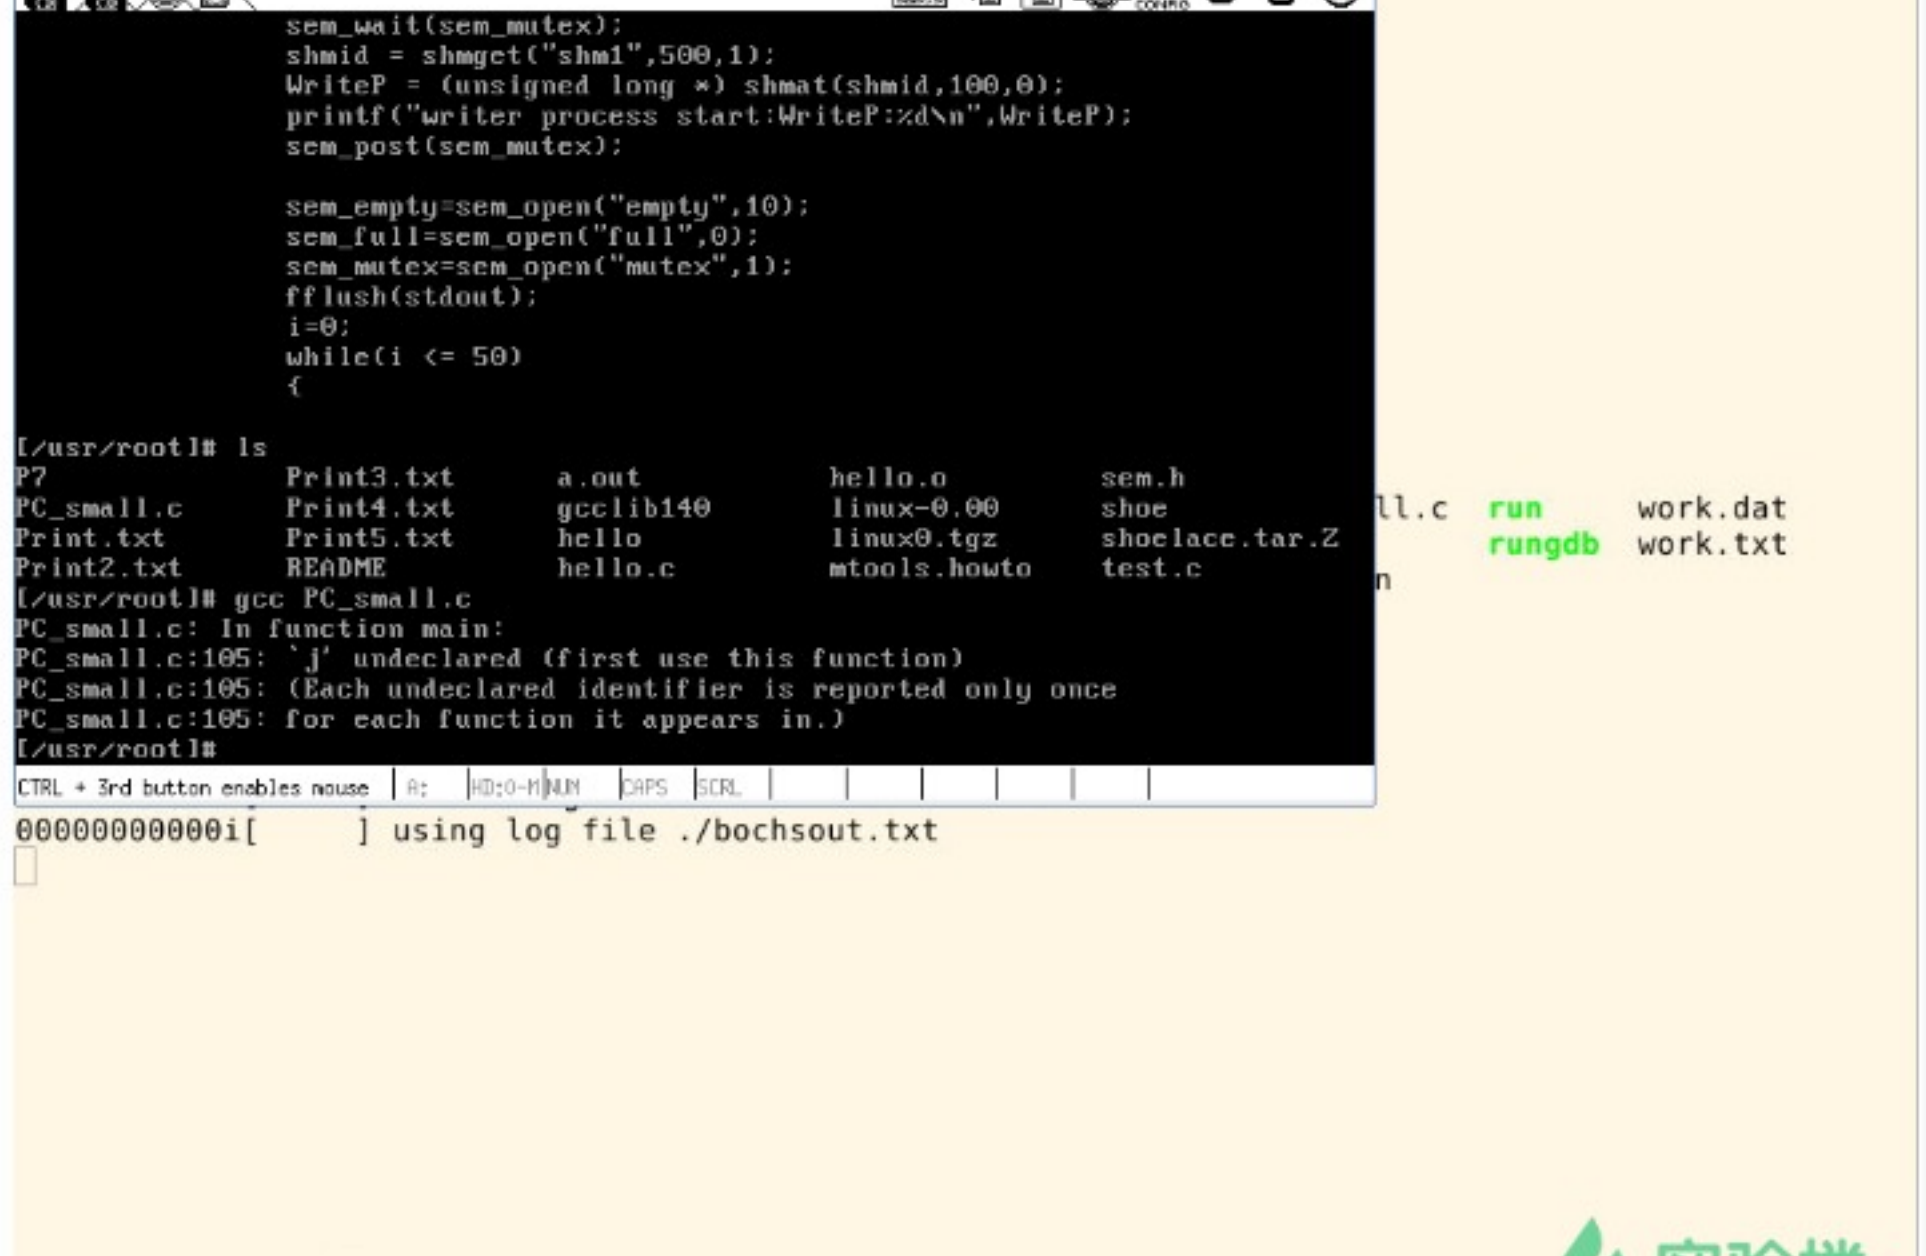 CONFIG
sem_wait(sem_mutex);
shmid = shmget("shm1",500,1);
WriteP = (unsigned long *) shmat(shmid,100,0);
printf("writer process start:WriteP:%d\n",WriteP);
sem_post(sem_mutex);
sem_empty=sem_open("empty",10);
sem_full=sem_open("full",0);
sem_mutex=sem_open("mutex",1);
fflush(stdout);
i=0;
while(i <= 50)
{
[/usr/root]# ls
P7 Print3.txt a.out hello.o sem.h
PC_small.c Print4.txt gcclib140 linux-0.00 shoe
Print.txt Print5.txt hello linux0.tgz shoelace.tar.Z
Print2.txt README hello.c mtools.howto test.c
[/usr/root]# gcc PC_small.c
PC_small.c: In function main:
PC_small.c:105: `j' undeclared (first use this function)
PC_small.c:105: (Each undeclared identifier is reported only once
PC_small.c:105: for each function it appears in.)
[/usr/root]#
ll.c run work.dat
rungdb work.txt
n
CTRL + 3rd button enables mouse A: HD:0-M NUM CAPS SCRL
00000000000i[ ] using log file ./bochsout.txt
实验楼